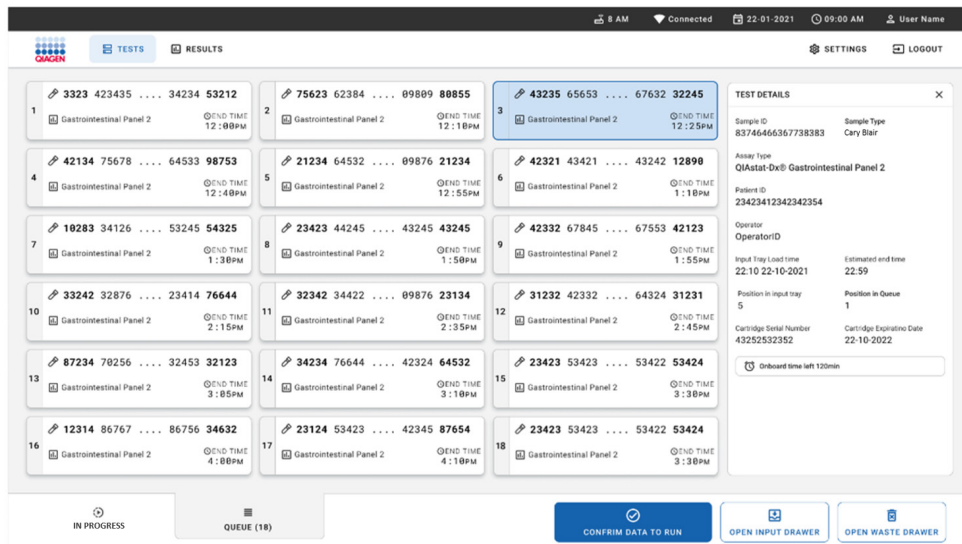 8 AM Connected 22-01-2021 09:00 AM User Name
QIAGEN TESTS RESULTS SETTINGS LOGOUT
1 3323 423435 .... 34234 53212
Gastrointestinal Panel 2 END TIME
12:00PM
2 75623 62384 .... 09809 80855
Gastrointestinal Panel 2 END TIME
12:10PM
3 43235 65653 .... 67632 32245
Gastrointestinal Panel 2 END TIME
12:25PM
4 42134 75678 .... 64533 98753
Gastrointestinal Panel 2 END TIME
12:40PM
5 21234 64532 .... 09876 21234
Gastrointestinal Panel 2 END TIME
12:55PM
6 42321 43421 .... 43242 12890
Gastrointestinal Panel 2 END TIME
1:10PM
7 10283 34126 .... 53245 54325
Gastrointestinal Panel 2 END TIME
1:30PM
8 23423 44245 .... 43245 43245
Gastrointestinal Panel 2 END TIME
1:50PM
9 42332 67845 .... 67553 42123
Gastrointestinal Panel 2 END TIME
1:55PM
10 33242 32876 .... 23414 76644
Gastrointestinal Panel 2 END TIME
2:15PM
11 32342 34422 .... 09876 23134
Gastrointestinal Panel 2 END TIME
2:35PM
12 31232 42332 .... 64324 31231
Gastrointestinal Panel 2 END TIME
2:45PM
13 87234 70256 .... 32453 32123
Gastrointestinal Panel 2 END TIME
3:05PM
14 34234 76644 .... 42324 64532
Gastrointestinal Panel 2 END TIME
3:10PM
15 23423 53423 .... 53422 53424
Gastrointestinal Panel 2 END TIME
3:30PM
16 12314 86767 .... 86756 34632
Gastrointestinal Panel 2 END TIME
4:00PM
17 23124 53423 .... 42345 87654
Gastrointestinal Panel 2 END TIME
4:10PM
18 23423 53423 .... 53422 53424
Gastrointestinal Panel 2 END TIME
3:30PM
TEST DETAILS
Sample ID Sample Type
83746466367738383 Cary Blair
Assay Type
QIAstat-Dx® Gastrointestinal Panel 2
Patient ID
23423412342342354
Operator
OperatorID
Input Tray Load time Estimated end time
22:10 22-10-2021 22:59
Position in input tray Position in Queue
5 1
Cartridge Serial Number Cartridge Expiratino Date
43252532352 22-10-2022
Onboard time left 120min
IN PROGRESS QUEUE (18) CONFRIM DATA TO RUN OPEN INPUT DRAWER OPEN WASTE DRAWER